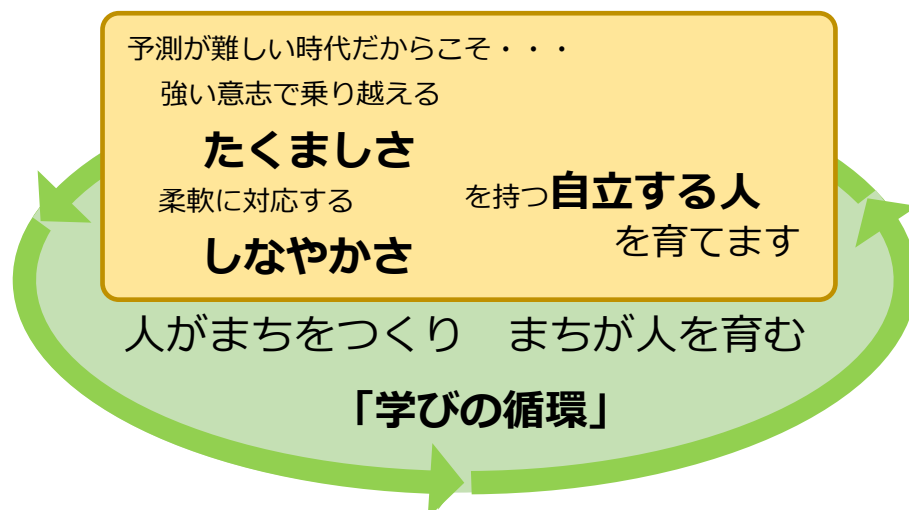 予測が難しい時代だからこそ・・・
強い意志で乗り越える
たくましさ
柔軟に対応する
しなやかさ
を持つ自立する人
を育てます
人がまちをつくり　まちが人を育む
「学びの循環」